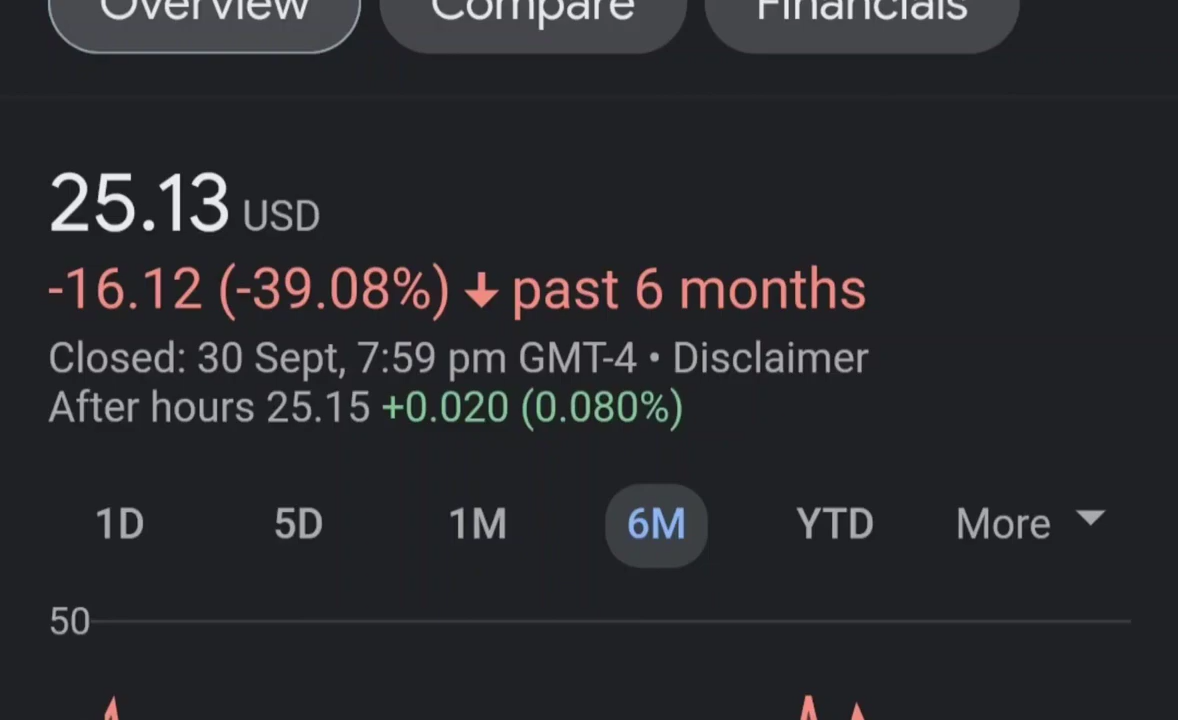 Overview Compare Financials
25.13 USD
-16.12 (-39.08%) ↓ past 6 months
Closed: 30 Sept, 7:59 pm GMT-4 • Disclaimer
After hours 25.15 +0.020 (0.080%)
1D 5D 1M 6M YTD More
50